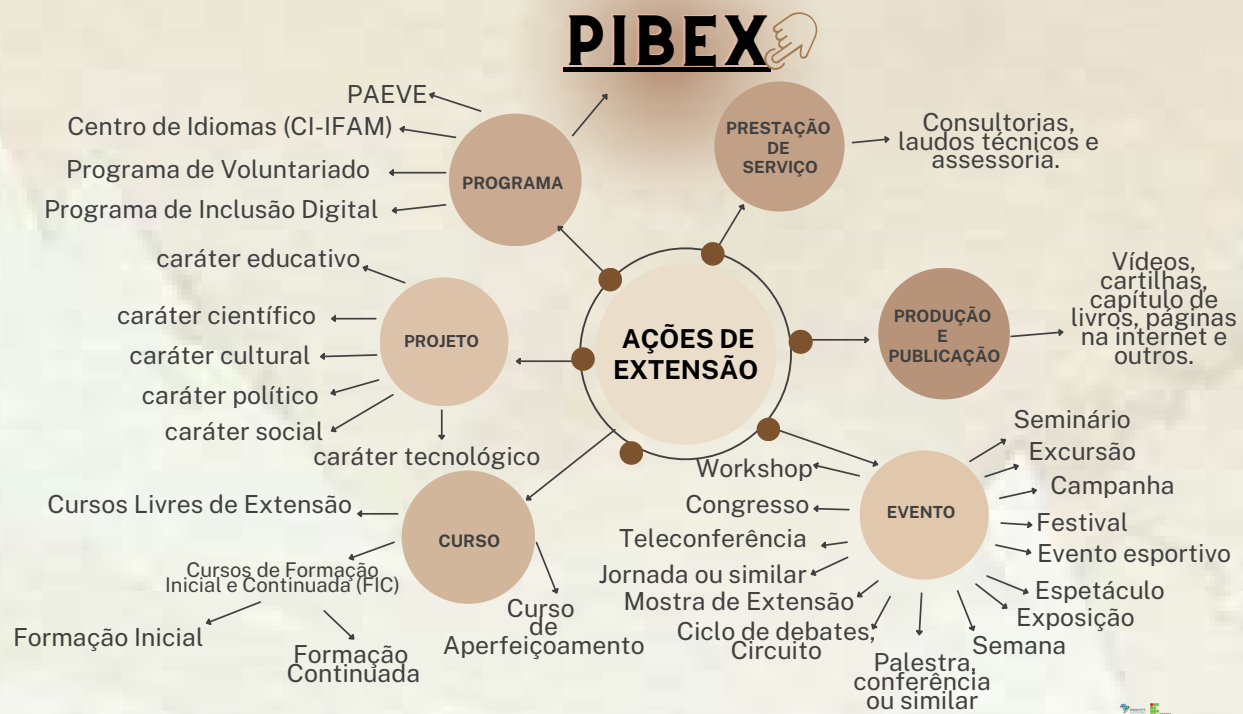 PIBEX
PAEVE
Centro de Idiomas (CI-IFAM)
Programa de Voluntariado
Programa de Inclusão Digital
PROGRAMA
PRESTAÇÃO
DE
SERVIÇO
Consultorias,
laudos técnicos e
assessoria.
caráter educativo
caráter científico
caráter cultural
caráter político
caráter social
caráter tecnológico
PROJETO
AÇÕES DE
EXTENSÃO
PRODUÇÃO
E
PUBLICAÇÃO
Vídeos,
cartilhas,
capítulo de
livros, páginas
na internet e
outros.
Cursos Livres de Extensão
CURSO
Cursos de Formação
Inicial e Continuada (FIC)
Formação Inicial
Formação
Continuada
Curso
de
Aperfeiçoamento
EVENTO
Workshop
Congresso
Teleconferência
Jornada ou similar
Mostra de Extensão
Ciclo de debates,
Circuito
Palestra,
conferência
ou similar
Semana
Exposição
Espetáculo
Evento esportivo
Festival
Campanha
Excursão
Seminário